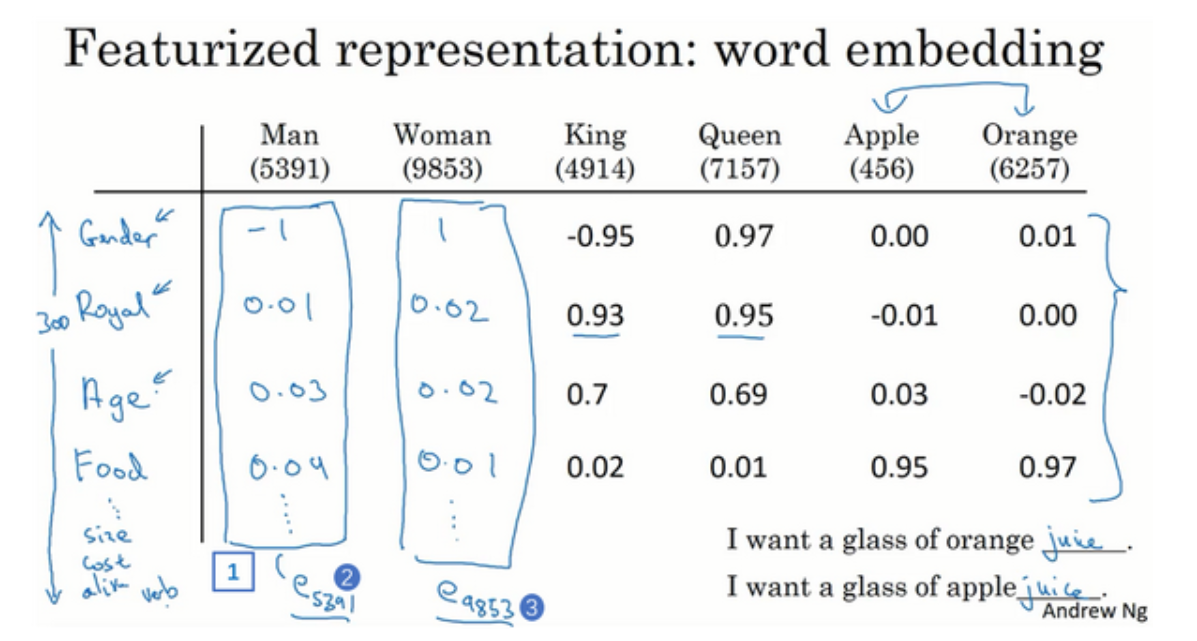 Featurized representation: word embedding
Man Woman King Queen Apple Orange
(5391) (9853) (4914) (7157) (456) (6257)
Gender -1 1 -0.95 0.97 0.00 0.01
300 Royal 0.01 0.02 0.93 0.95 -0.01 0.00
Age 0.03 0.02 0.7 0.69 0.03 -0.02
Food 0.04 0.01 0.02 0.01 0.95 0.97
size
cost
alive verb
1 e5391 2 e9853 3
I want a glass of orange juice.
I want a glass of apple juice.
Andrew Ng